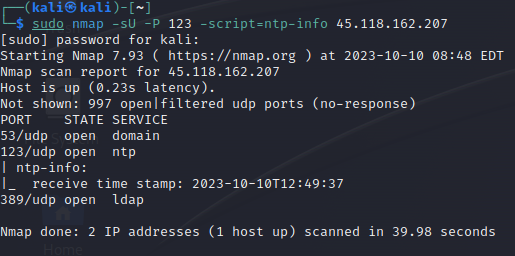 ┌──(kali㉿kali)-[~]
└─$ sudo nmap -sU -P 123 -script=ntp-info 45.118.162.207
[sudo] password for kali:
Starting Nmap 7.93 ( https://nmap.org ) at 2023-10-10 08:48 EDT
Nmap scan report for 45.118.162.207
Host is up (0.23s latency).
Not shown: 997 open|filtered udp ports (no-response)
PORT    STATE SERVICE
53/udp  open  domain
123/udp open  ntp
| ntp-info:
|_  receive time stamp: 2023-10-10T12:49:37
389/udp open  ldap
Home
Nmap done: 2 IP addresses (1 host up) scanned in 39.98 seconds